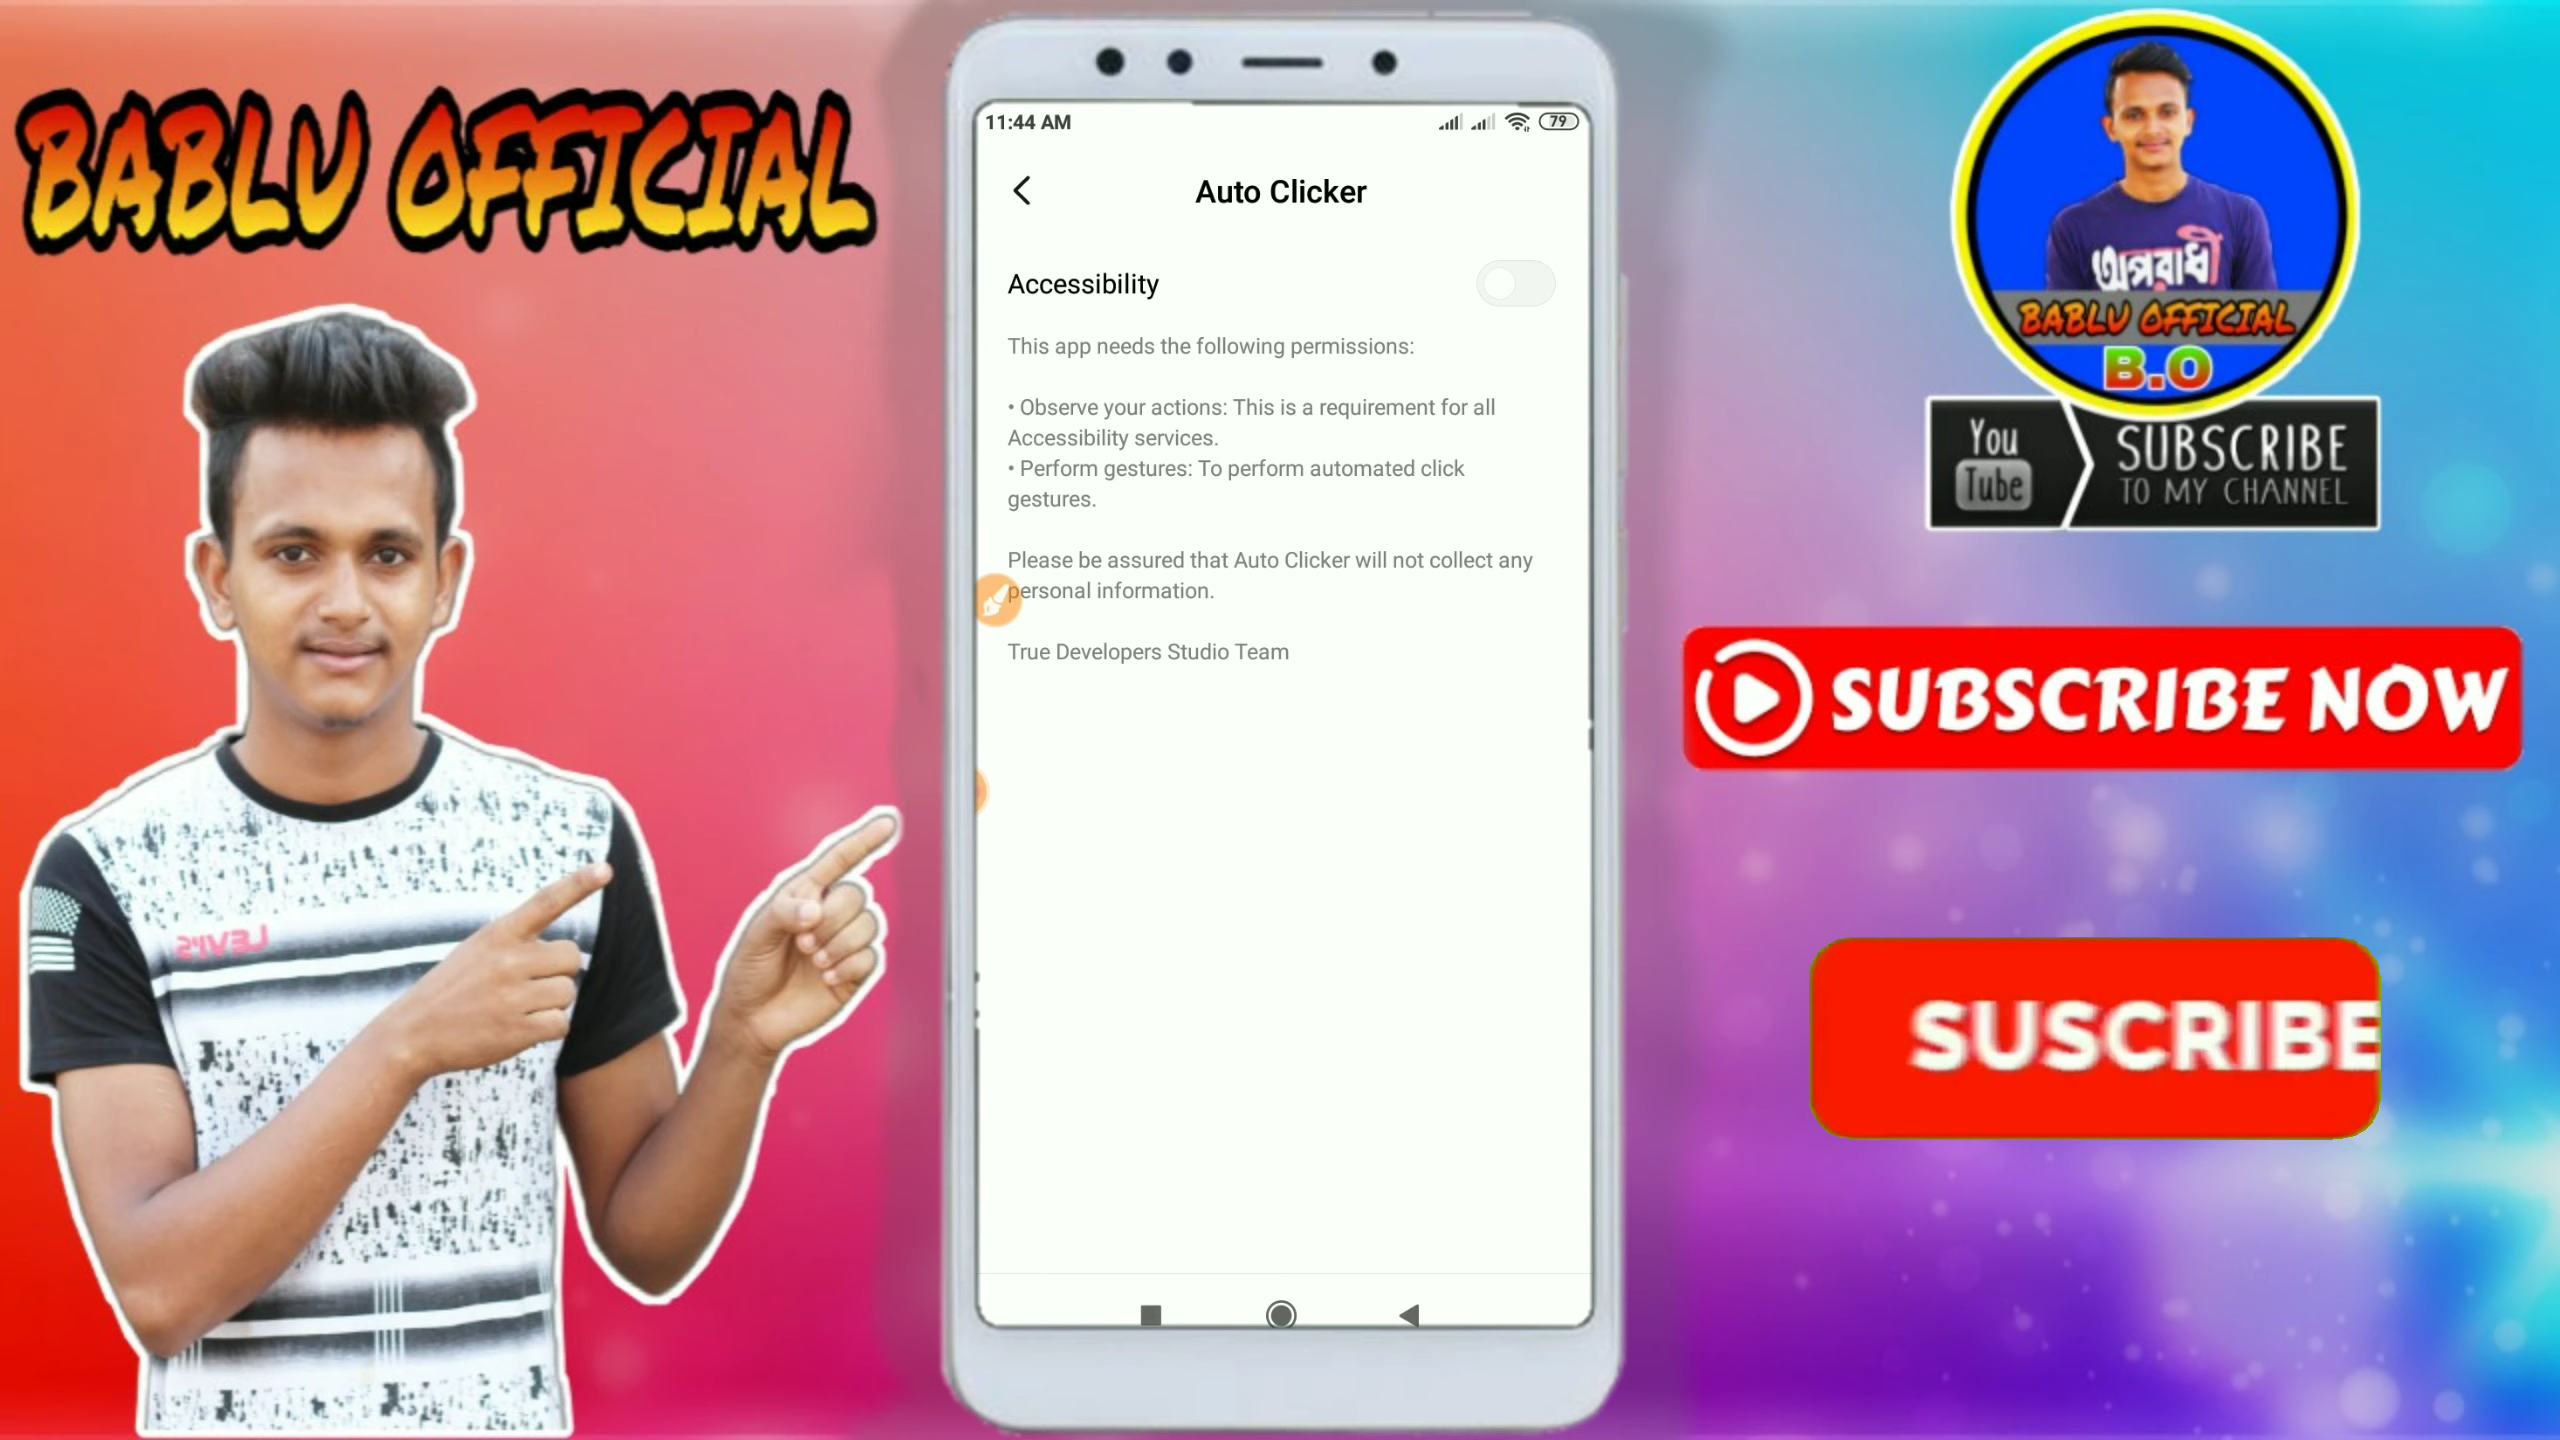 BABLU OFFICIAL
LEVI'S
11:44 AM
79
Auto Clicker
Accessibility
This app needs the following permissions:
• Observe your actions: This is a requirement for all
Accessibility services.
• Perform gestures: To perform automated click
gestures.
Please be assured that Auto Clicker will not collect any
personal information.
True Developers Studio Team
অপরাধী
BABLU OFFICIAL
B.O
You
Tube
SUBSCRIBE
TO MY CHANNEL
SUBSCRIBE NOW
SUSCRIBE